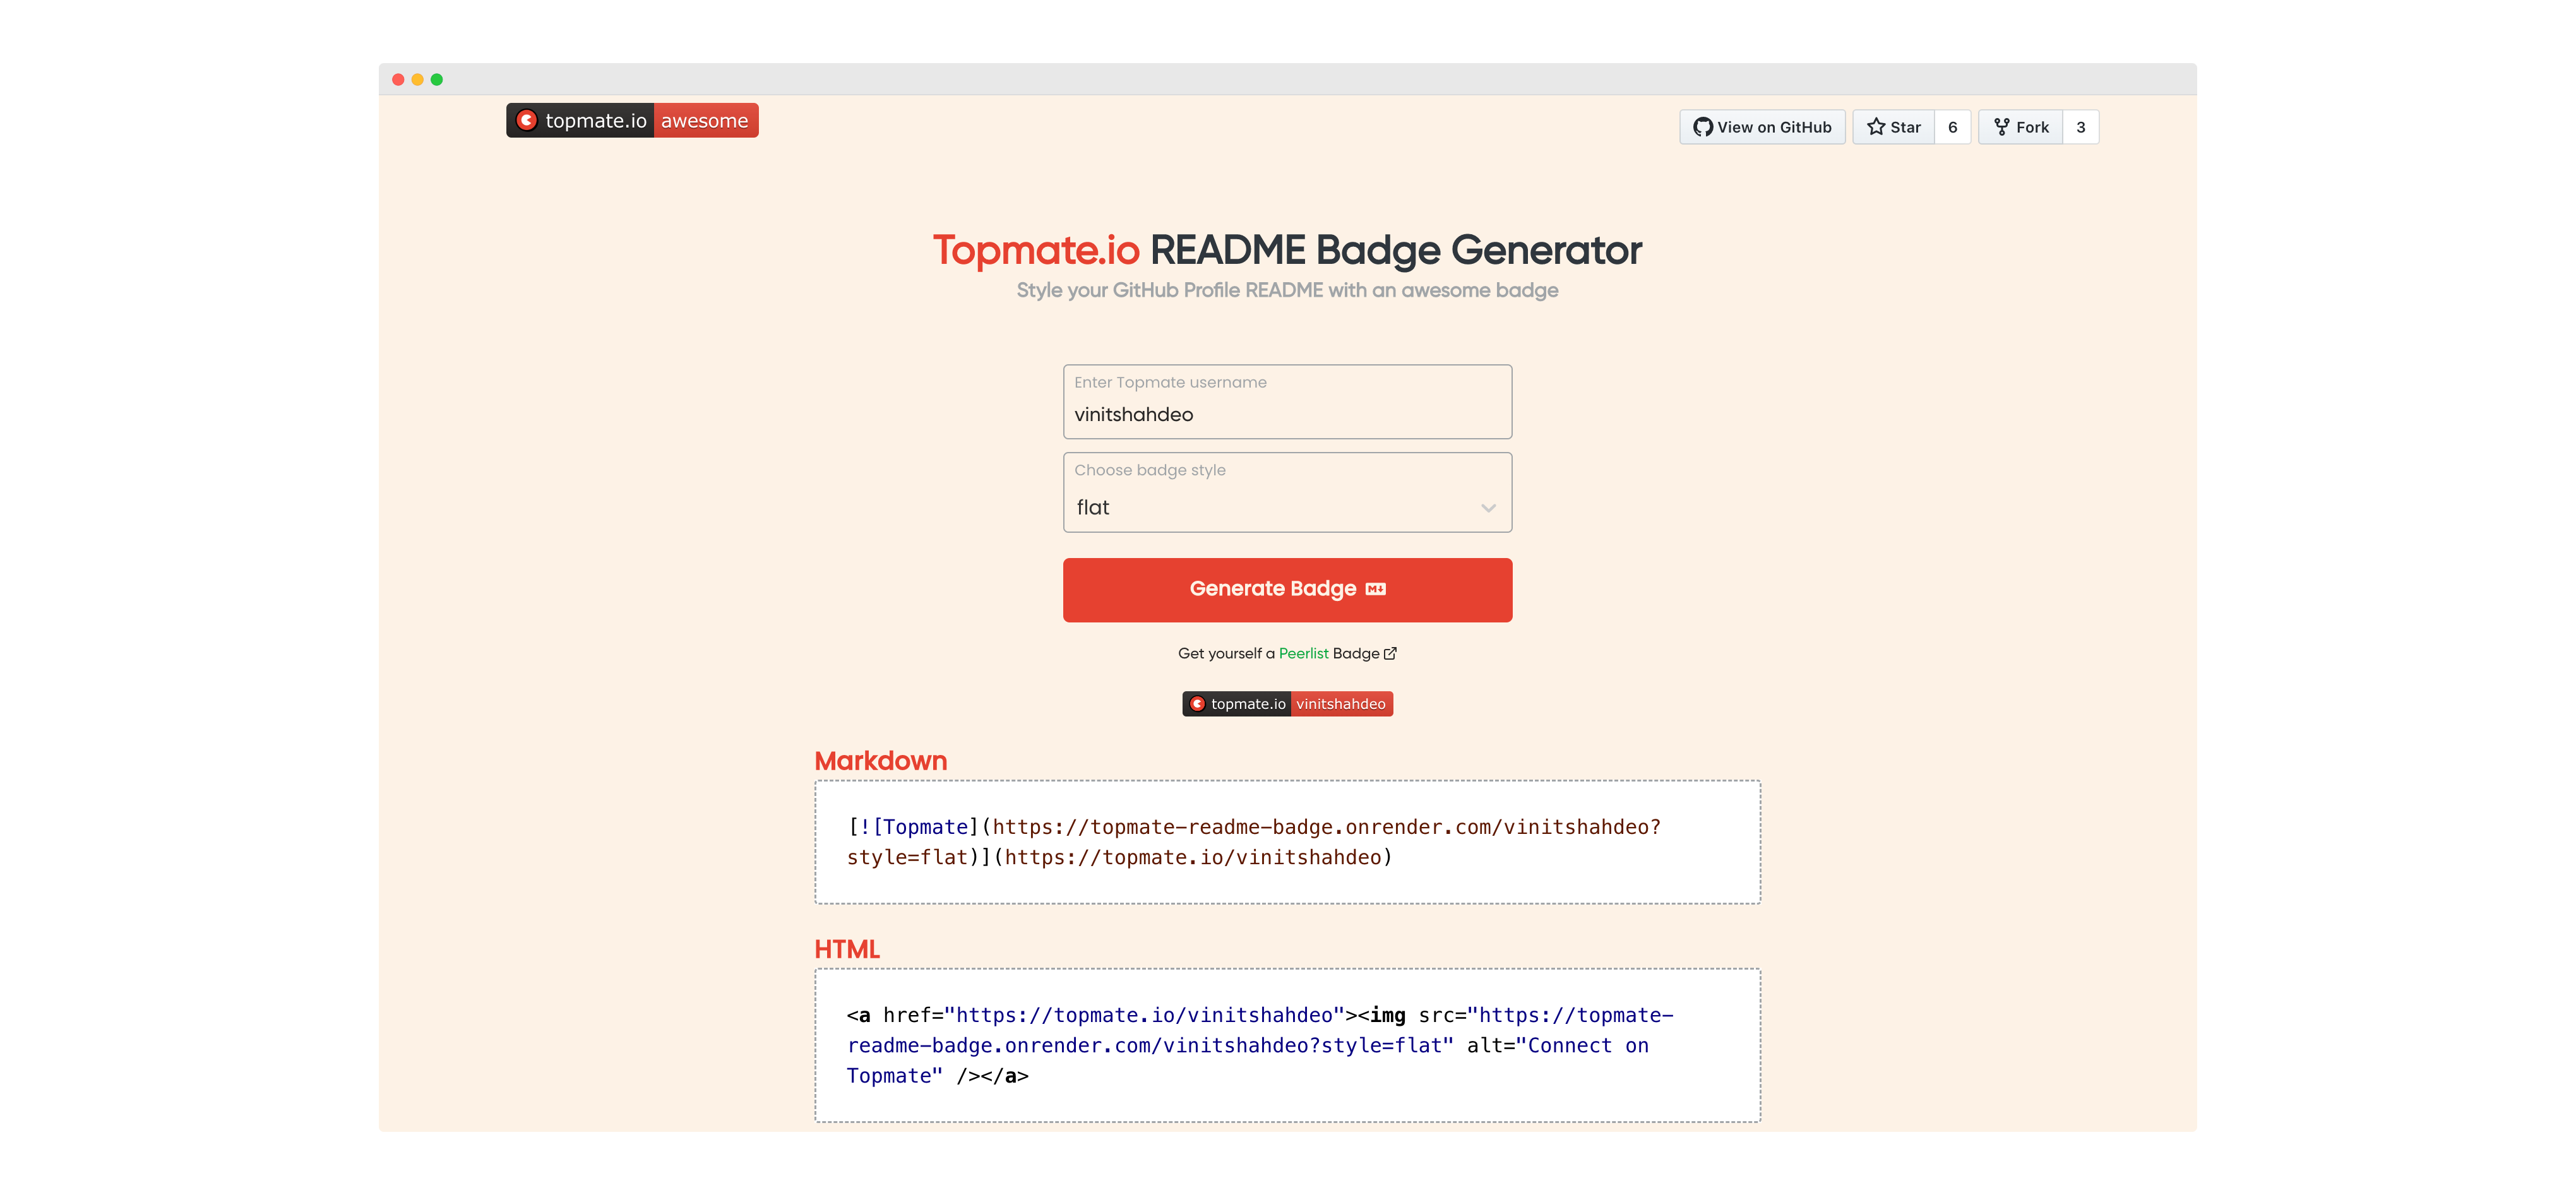 topmate.io awesome
View on GitHub Star 6 Fork 3
Topmate.io README Badge Generator
Style your GitHub Profile README with an awesome badge
Enter Topmate username
vinitshahdeo
Choose badge style
flat
Generate Badge
Get yourself a Peerlist Badge
topmate.io vinitshahdeo
Markdown
[![Topmate](https://topmate-readme-badge.onrender.com/vinitshahdeo?
style=flat)](https://topmate.io/vinitshahdeo)
HTML
<a href="https://topmate.io/vinitshahdeo"><img src="https://topmate-
readme-badge.onrender.com/vinitshahdeo?style=flat" alt="Connect on
Topmate" /></a>